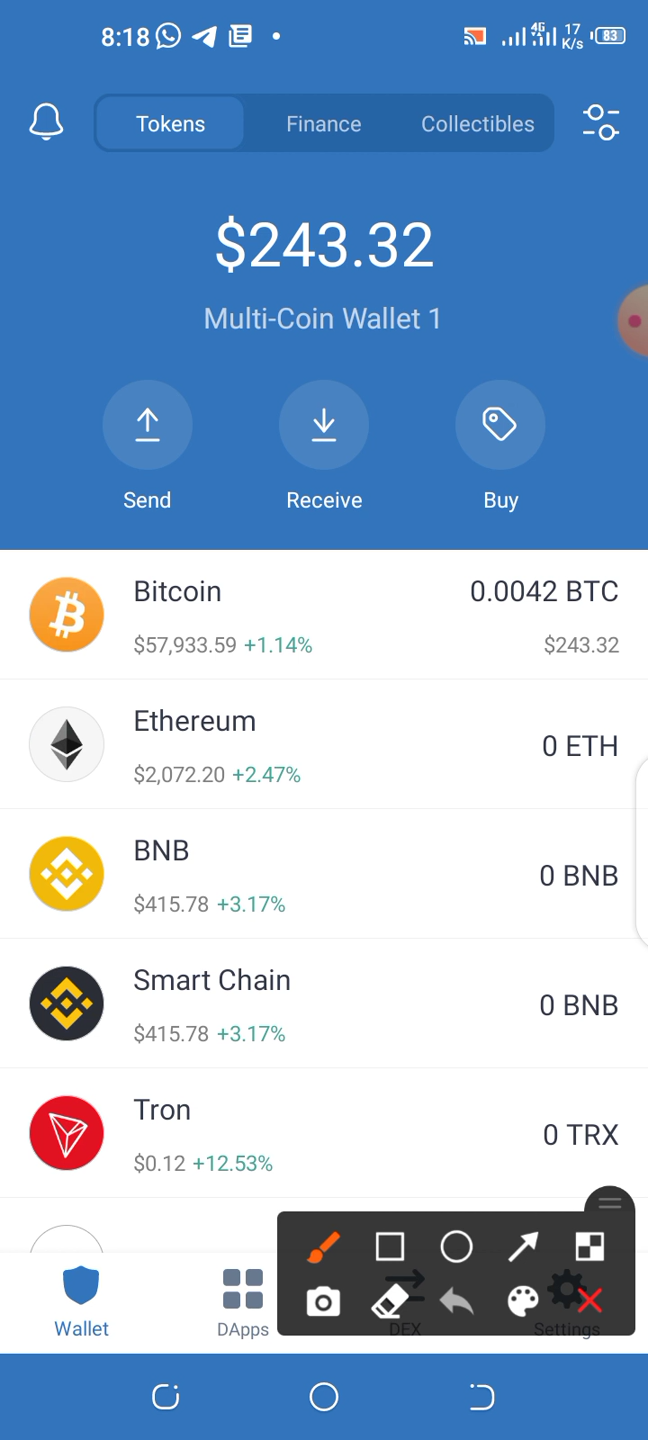 8:18 4G 17 K/s 83
Tokens Finance Collectibles
$243.32
Multi-Coin Wallet 1
Send Receive Buy
Bitcoin 0.0042 BTC
$57,933.59 +1.14% $243.32
Ethereum 0 ETH
$2,072.20 +2.47%
BNB 0 BNB
$415.78 +3.17%
Smart Chain 0 BNB
$415.78 +3.17%
Tron 0 TRX
$0.12 +12.53%
Wallet DApps DEX Settings